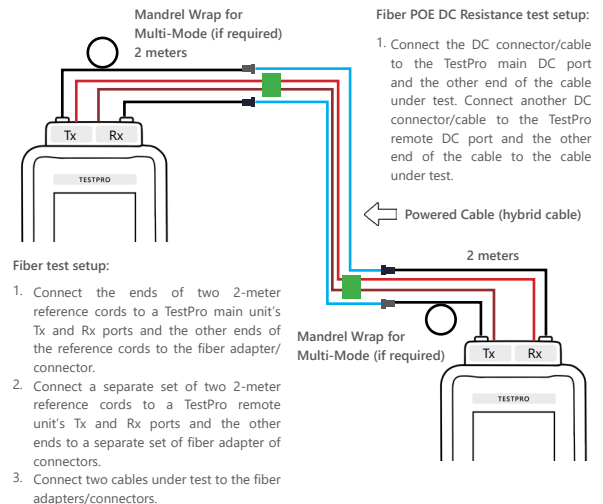 Mandrel Wrap for
Multi-Mode (if required)
2 meters
Tx
Rx
TESTPRO
Fiber POE DC Resistance test setup:
1. Connect the DC connector/cable
to the TestPro main DC port
and the other end of the cable
under test. Connect another DC
connector/cable to the TestPro
remote DC port and the other
end of the cable to the cable
under test.
Powered Cable (hybrid cable)
2 meters
Fiber test setup:
1. Connect the ends of two 2-meter
reference cords to a TestPro main unit's
Tx and Rx ports and the other ends of
the reference cords to the fiber adapter/
connector.
2. Connect a separate set of two 2-meter
reference cords to a TestPro remote
unit's Tx and Rx ports and the other
ends to a separate set of fiber adapter of
connectors.
3. Connect two cables under test to the fiber
adapters/connectors.
Mandrel Wrap for
Multi-Mode (if required)
Tx
Rx
TESTPRO